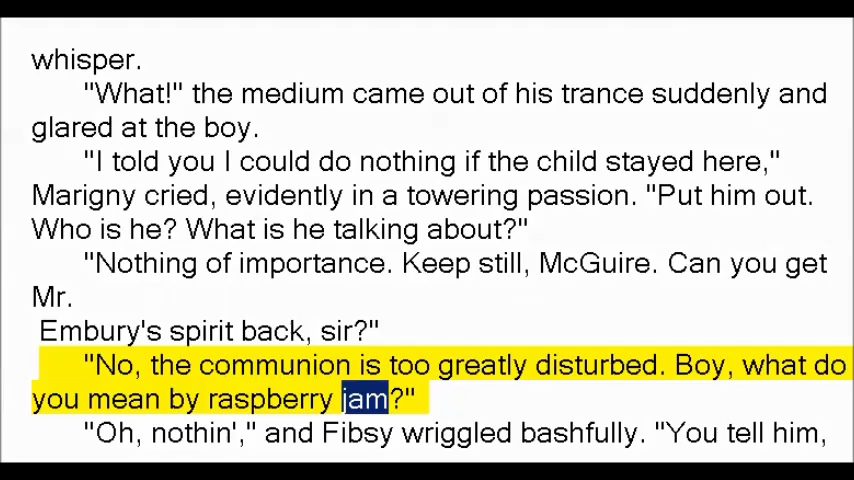 whisper.
"What!" the medium came out of his trance suddenly and
glared at the boy.
"I told you I could do nothing if the child stayed here,"
Marigny cried, evidently in a towering passion. "Put him out.
Who is he? What is he talking about?"
"Nothing of importance. Keep still, McGuire. Can you get
Mr.
Embury's spirit back, sir?"
"No, the communion is too greatly disturbed. Boy, what do
you mean by raspberry jam?"
"Oh, nothin'," and Fibsy wriggled bashfully. "You tell him,